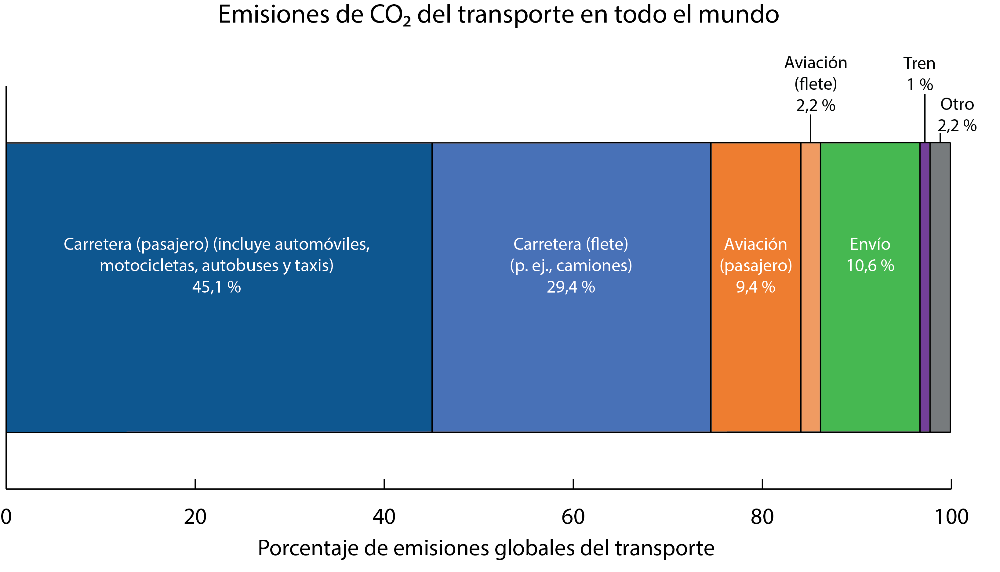 Emisiones de CO₂ del transporte en todo el mundo
Aviación
(flete)
2,2 %
Tren
1 %
Otro
2,2 %
Carretera (pasajero) (incluye automóviles,
motocicletas, autobuses y taxis)
45,1 %
Carretera (flete)
(p. ej., camiones)
29,4 %
Aviación
(pasajero)
9,4 %
Envío
10,6 %
0 20 40 60 80 100
Porcentaje de emisiones globales del transporte